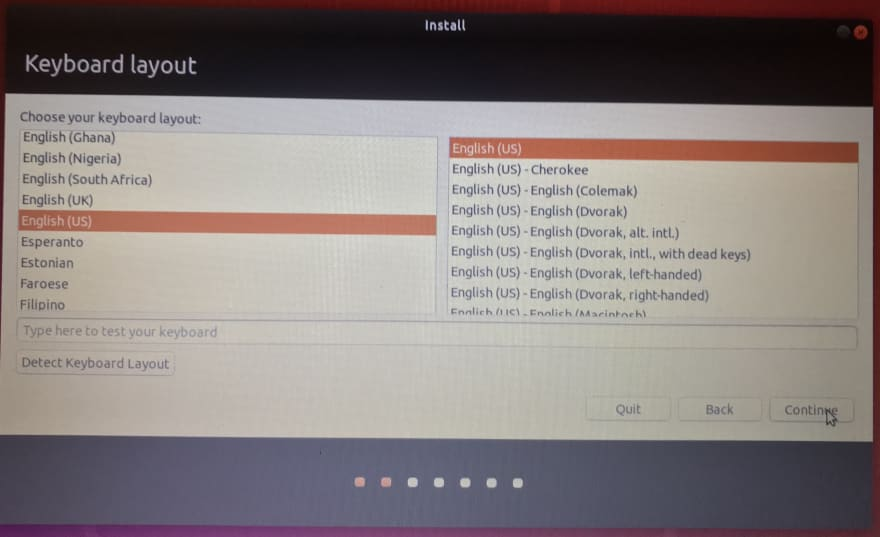 Install
Keyboard layout
Choose your keyboard layout:
English (Ghana)
English (Nigeria)
English (South Africa)
English (UK)
English (US)
Esperanto
Estonian
Faroese
Filipino
English (US)
English (US) - Cherokee
English (US) - English (Colemak)
English (US) - English (Dvorak)
English (US) - English (Dvorak, alt. intl.)
English (US) - English (Dvorak, intl., with dead keys)
English (US) - English (Dvorak, left-handed)
English (US) - English (Dvorak, right-handed)
English (US) - English (Macintosh)
Type here to test your keyboard
Detect Keyboard Layout
Quit
Back
Continue